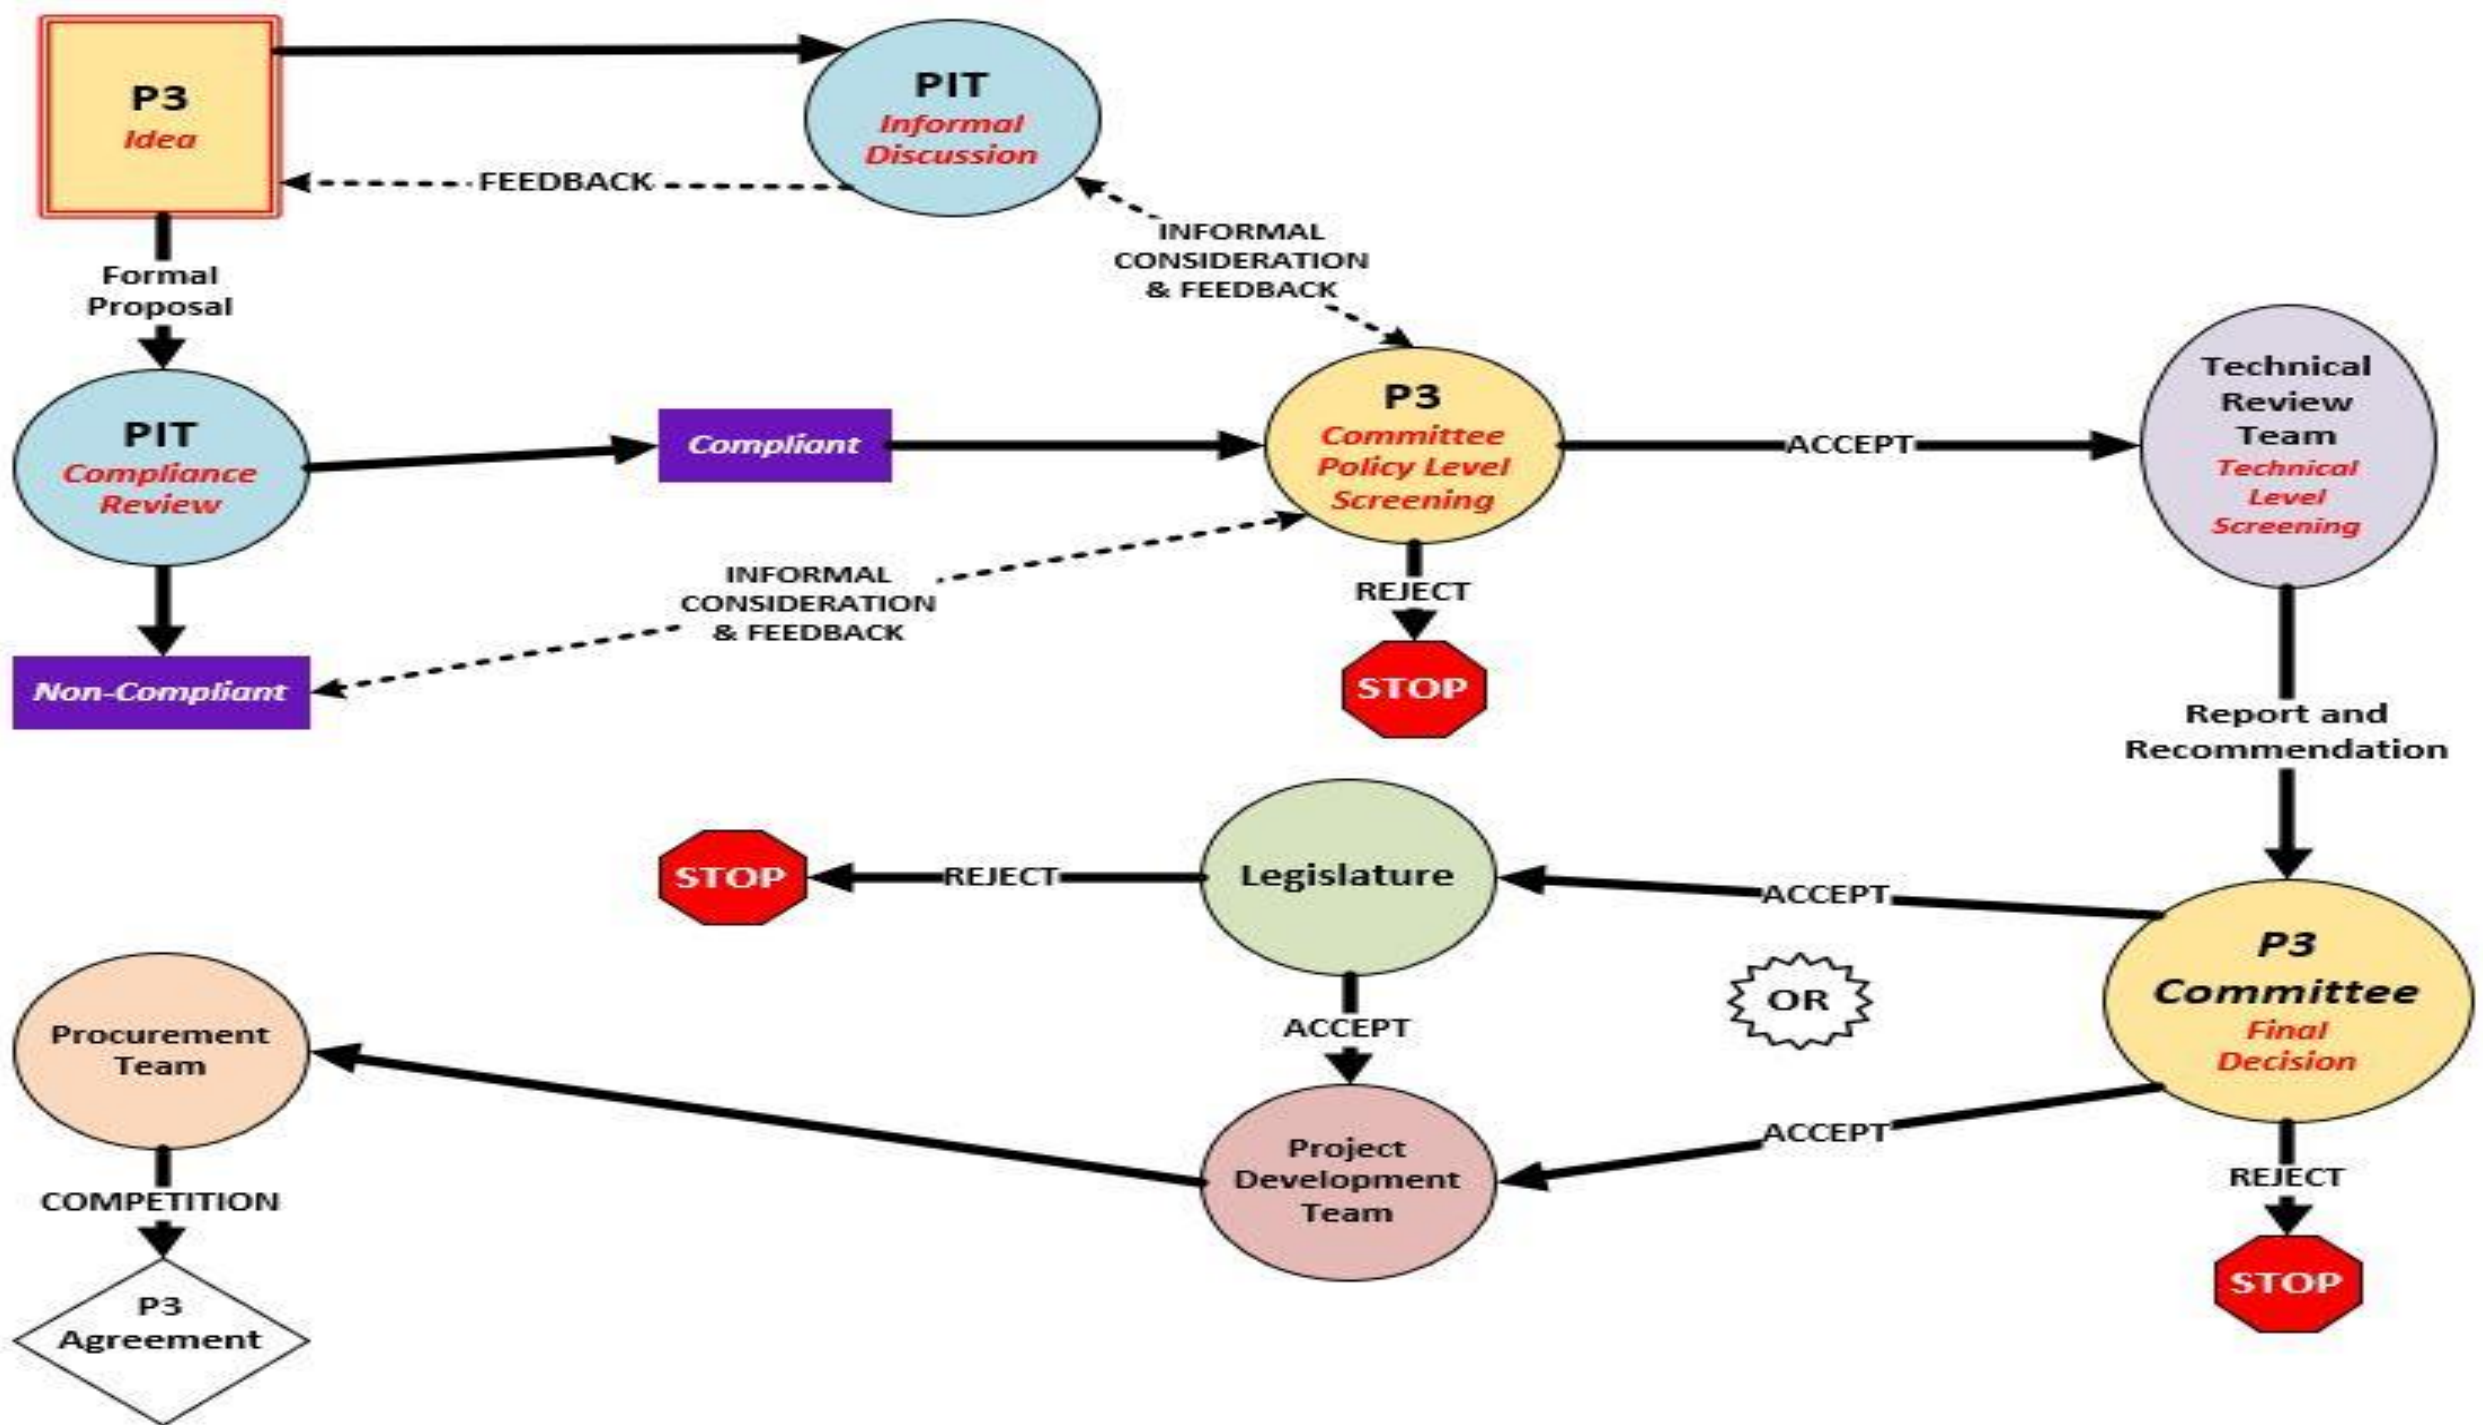 P3
Idea
PIT
Informal
Discussion
FEEDBACK
INFORMAL
CONSIDERATION
& FEEDBACK
Formal
Proposal
PIT
Compliance
Review
Compliant
P3
Committee
Policy Level
Screening
ACCEPT
Technical
Review
Team
Technical
Level
Screening
INFORMAL
CONSIDERATION
& FEEDBACK
REJECT
STOP
Non-Compliant
Report and
Recommendation
STOP
REJECT
Legislature
ACCEPT
P3
Committee
Final
Decision
OR
ACCEPT
Procurement
Team
Project
Development
Team
ACCEPT
REJECT
STOP
COMPETITION
P3
Agreement